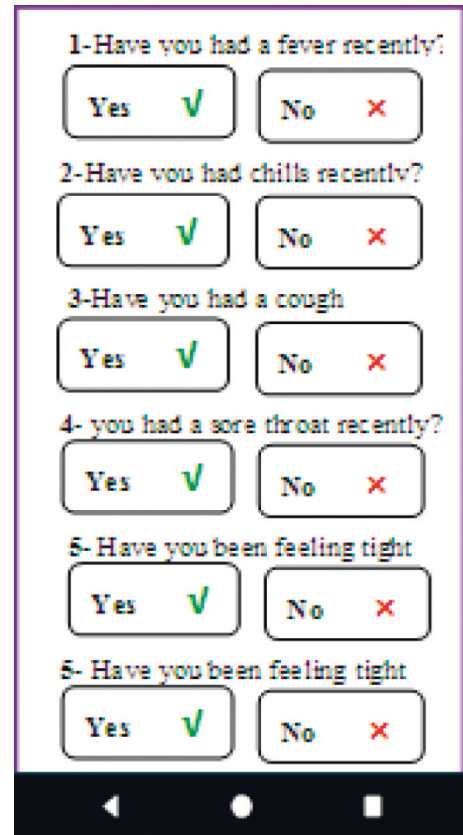 1-Have you had a fever recently?
Yes √ No ×
2-Have you had chills recently?
Yes √ No ×
3-Have you had a cough
Yes √ No ×
4- you had a sore throat recently?
Yes √ No ×
5- Have you been feeling tight
Yes √ No ×
5- Have you been feeling tight
Yes √ No ×